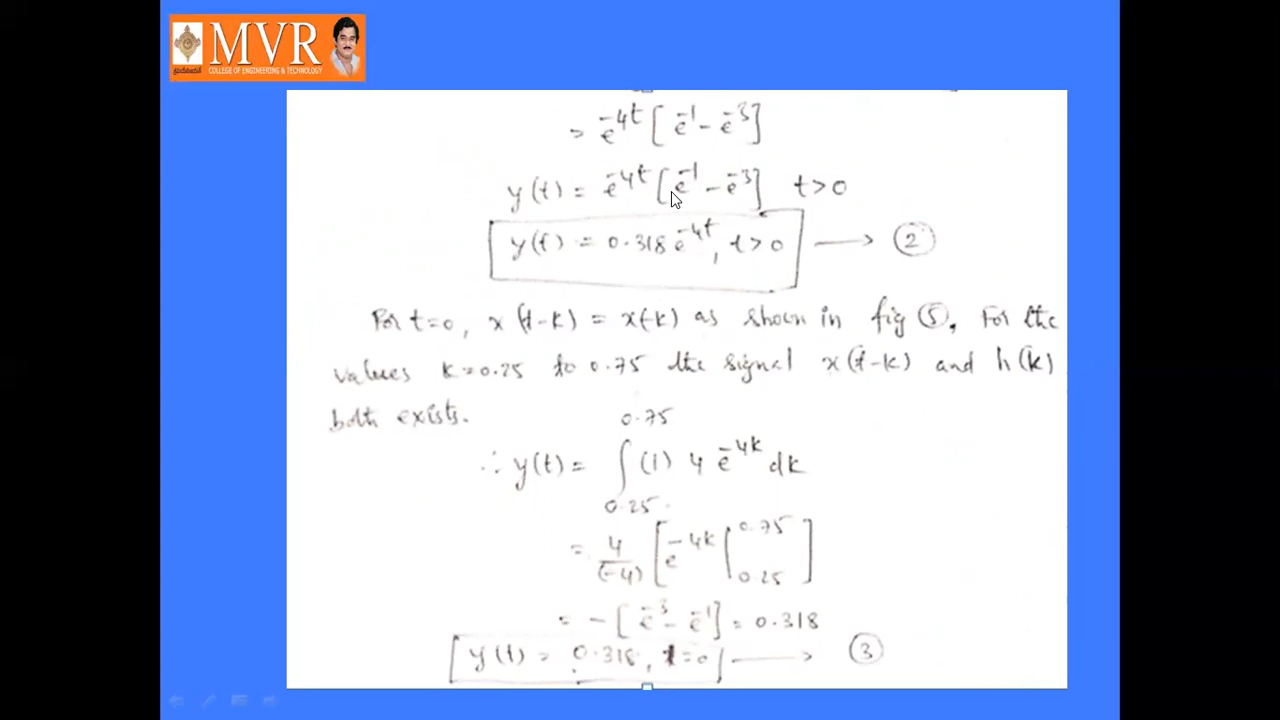 MVR
COLLEGE OF ENGINEERING & TECHNOLOGY
= e^-4t [e^-1 - e^-3]
y(t) = e^-4t [e^-1 - e^-3] t>0
y(t) = 0.318 e^-4t, t>0 → ②
For t=0, x(t-k) = x(-k) as shown in fig ⑤. For the
values k=0.25 to 0.75 the signal x(t-k) and h(k)
both exists.
∴ y(t) = ∫_0.25^0.75 (1) 4 e^-4k dk
= 4/(-4) [e^-4k |_0.25^0.75]
= -[e^-3 - e^-1] = 0.318
y(t) = 0.318, t=0 → ③